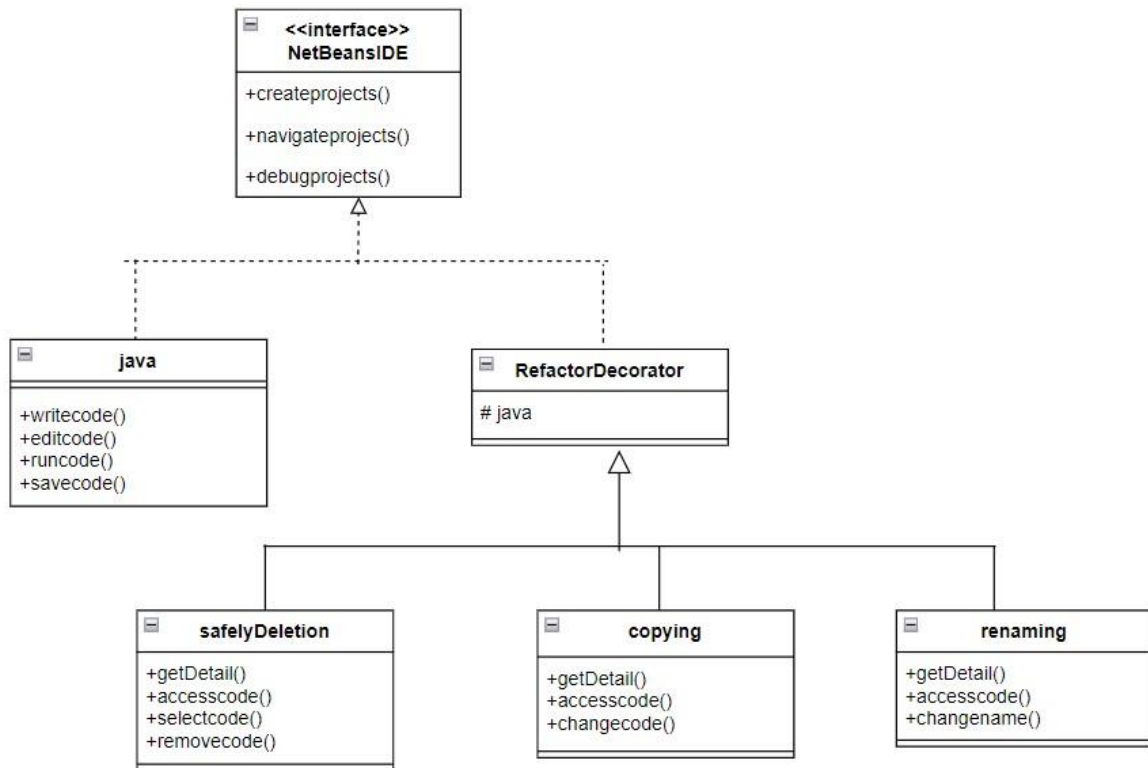 <<interface>>
NetBeansIDE
+createprojects()
+navigateprojects()
+debugprojects()
java
+writecode()
+editcode()
+runcode()
+savecode()
RefactorDecorator
# java
safelyDeletion
+getDetail()
+accesscode()
+selectcode()
+removecode()
copying
+getDetail()
+accesscode()
+changecode()
renaming
+getDetail()
+accesscode()
+changename()